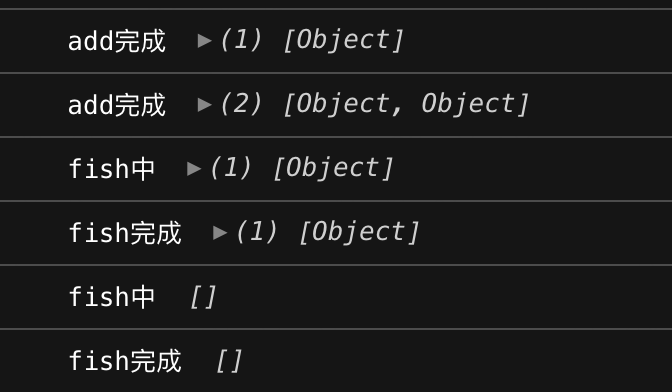 add完成 ▶(1) [Object]
add完成 ▶(2) [Object, Object]
fish中 ▶(1) [Object]
fish完成 ▶(1) [Object]
fish中 []
fish完成 []